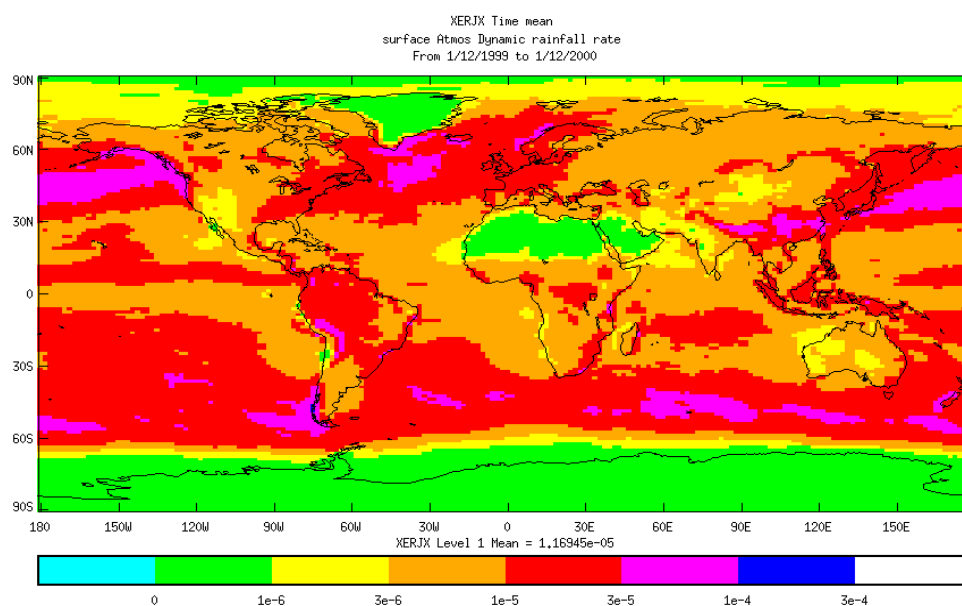 XERJX Time mean
surface Atmos Dynamic rainfall rate
From 1/12/1999 to 1/12/2000
90N
60N
30N
0
30S
60S
90S
180 150W 120W 90W 60W 30W 0 30E 60E 90E 120E 150E
XERJX Level 1 Mean = 1.16945e-05
0 1e-6 3e-6 1e-5 3e-5 1e-4 3e-4